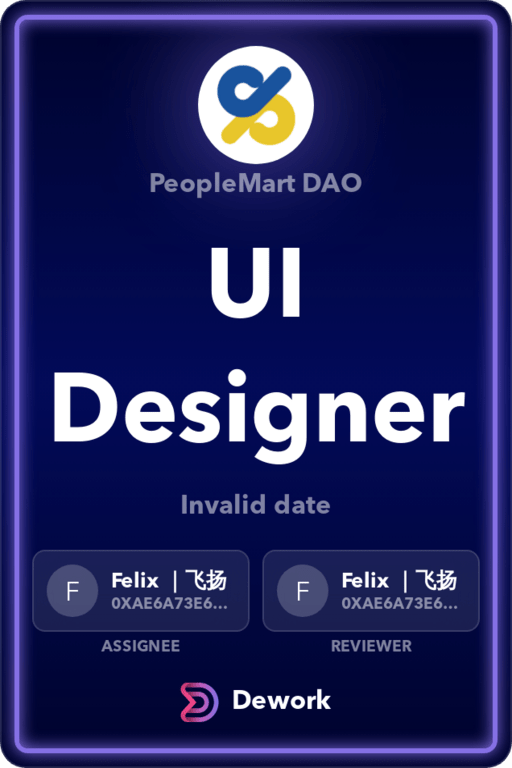 PeopleMart DAO
UI
Designer
Invalid date
F
Felix ｜飞扬
0XAE6A73E6...
ASSIGNEE
F
Felix ｜飞扬
0XAE6A73E6...
REVIEWER
Dework